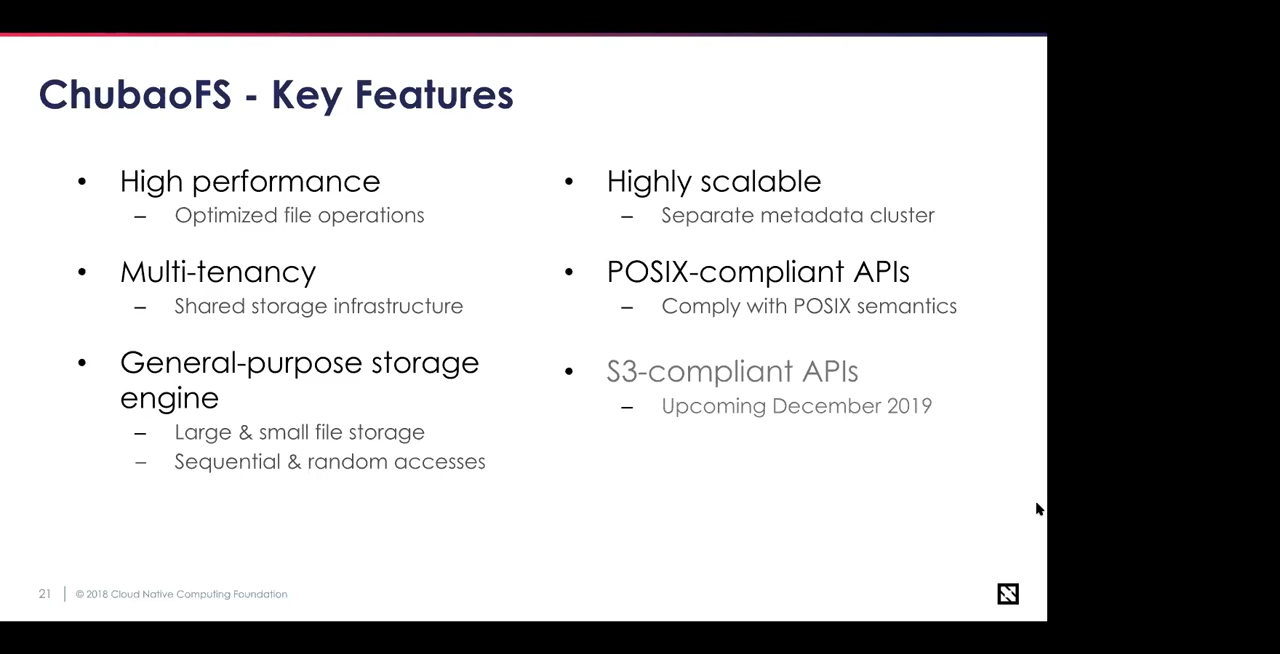 ChubaoFS - Key Features
• High performance
– Optimized file operations
• Multi-tenancy
– Shared storage infrastructure
• General-purpose storage
engine
– Large & small file storage
– Sequential & random accesses
• Highly scalable
– Separate metadata cluster
• POSIX-compliant APIs
– Comply with POSIX semantics
• S3-compliant APIs
– Upcoming December 2019
21 | © 2018 Cloud Native Computing Foundation